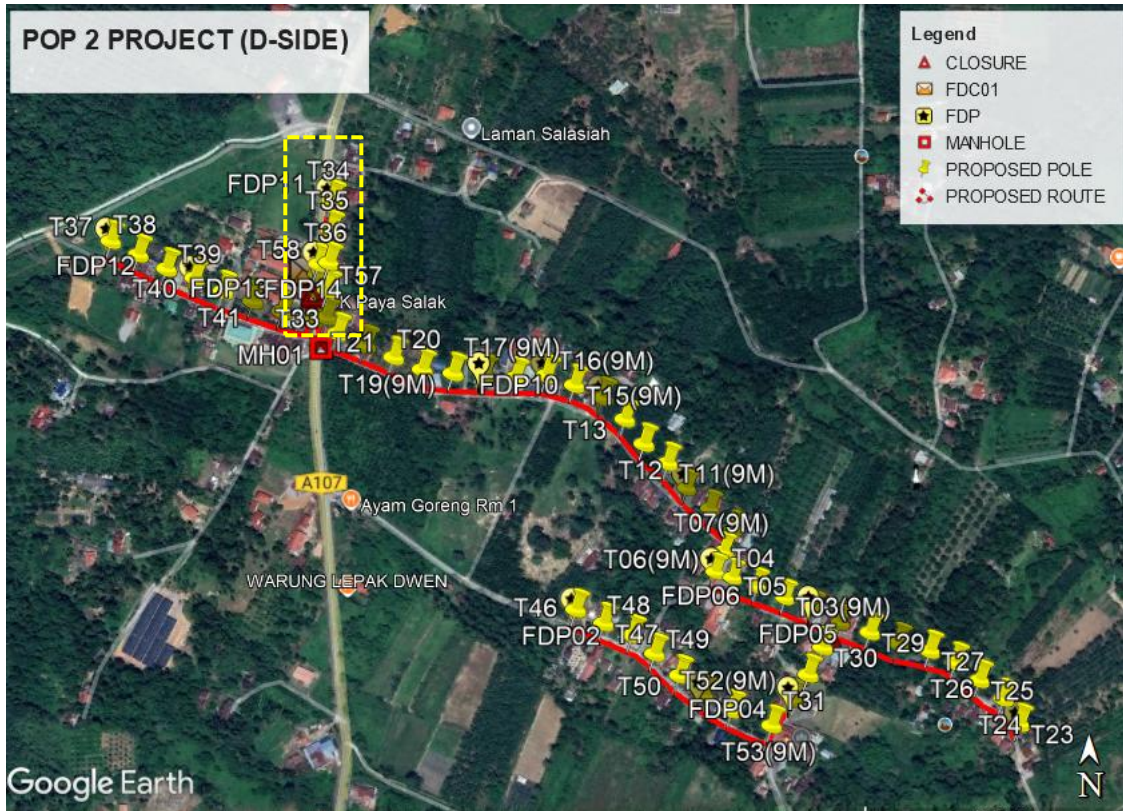 POP 2 PROJECT (D-SIDE)
Legend
CLOSURE
FDC01
FDP
MANHOLE
PROPOSED POLE
PROPOSED ROUTE
Laman Salasiah
T34
FDP11
T35
T36
T37
T38
T58
T39
T57
FDP12
FDP13
FDP14
T40
K Paya Salak
T41
T33
T21
T20
MH01
T17(9M)
T16(9M)
T19(9M)
FDP10
T15(9M)
T13
T12
T11(9M)
A107
Ayam Goreng Rm 1
T07(9M)
T06(9M)
T04
WARUNG LEPAK DWEN
T05
FDP06
T03(9M)
T46
T48
FDP02
T47
T49
FDP05
T30
T29
T27
T50
T52(9M)
T26
T25
FDP04
T31
T24
T23
T53(9M)
Google Earth
N